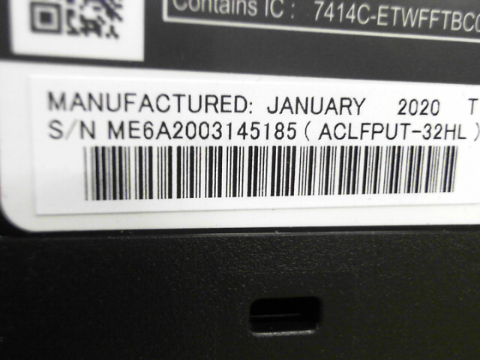 Contains IC : 7414C-ETWFFTBC
MANUFACTURED: JANUARY 2020 T
S/N ME6A2003145185 ( ACLFPUT-32HL )